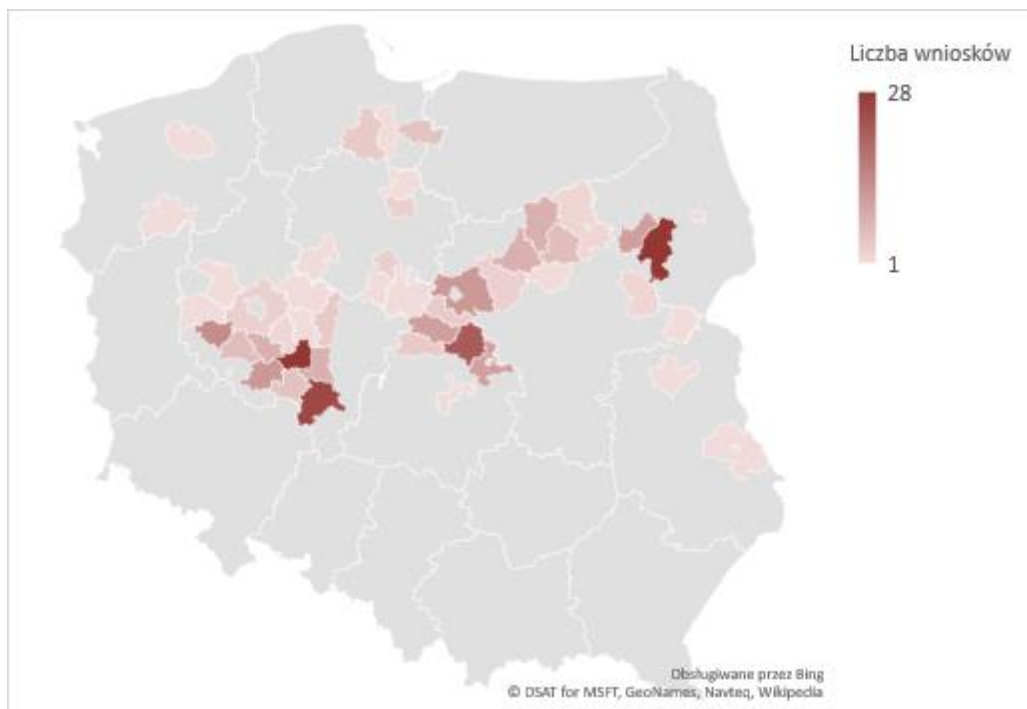 Liczba wniosków
28
1
Obsługiwane przez Bing
© DSAT for MSFT, GeoNames, Navteq, Wikipedia